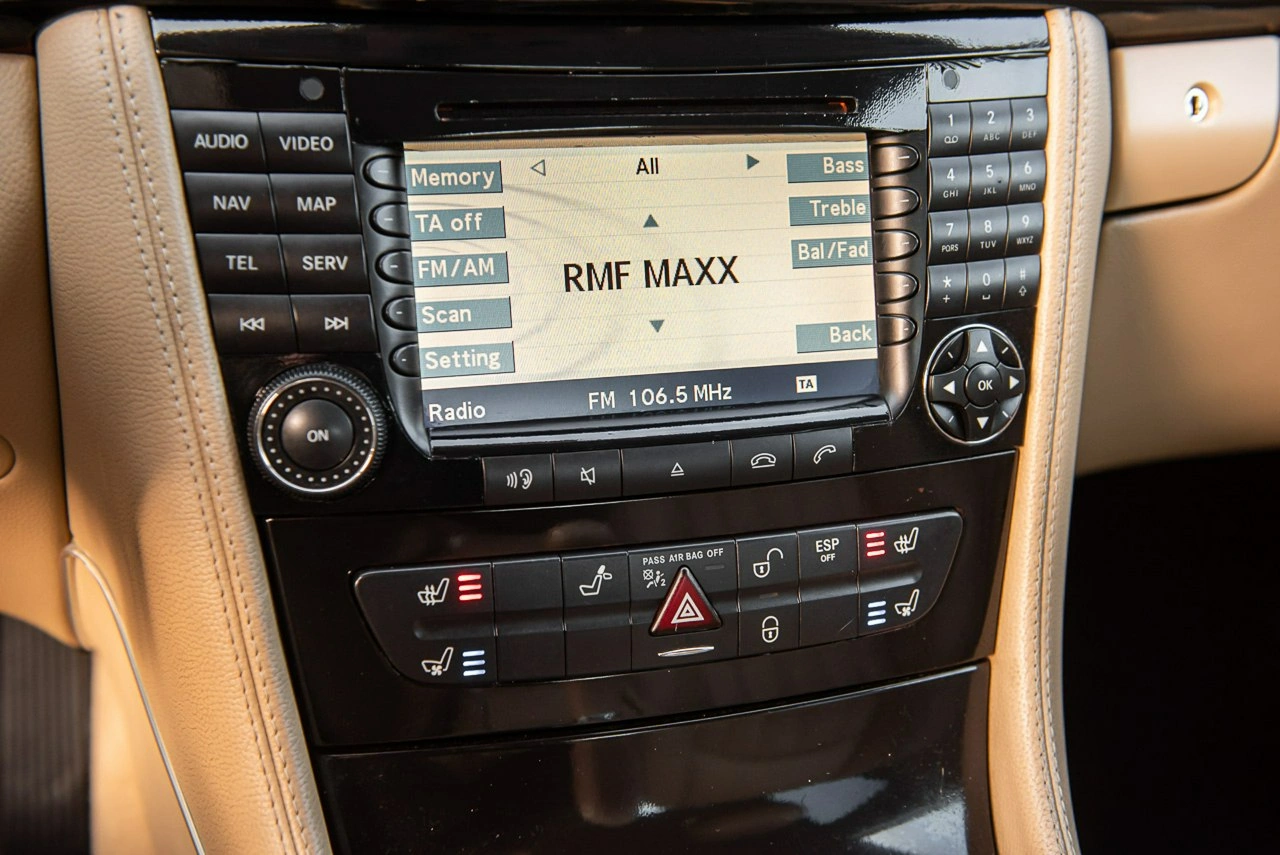 AUDIO VIDEO
NAV MAP
TEL SERV
ON
Memory All Bass
TA off Treble
FM/AM RMF MAXX Bal/Fad
Scan
Setting Back
Radio FM 106.5 MHz TA
1 2 ABC 3 DEF
4 GHI 5 JKL 6 MNO
7 PQRS 8 TUV 9 WXYZ
* + 0 #
OK
PASS AIR BAG OFF
2
ESP
OFF